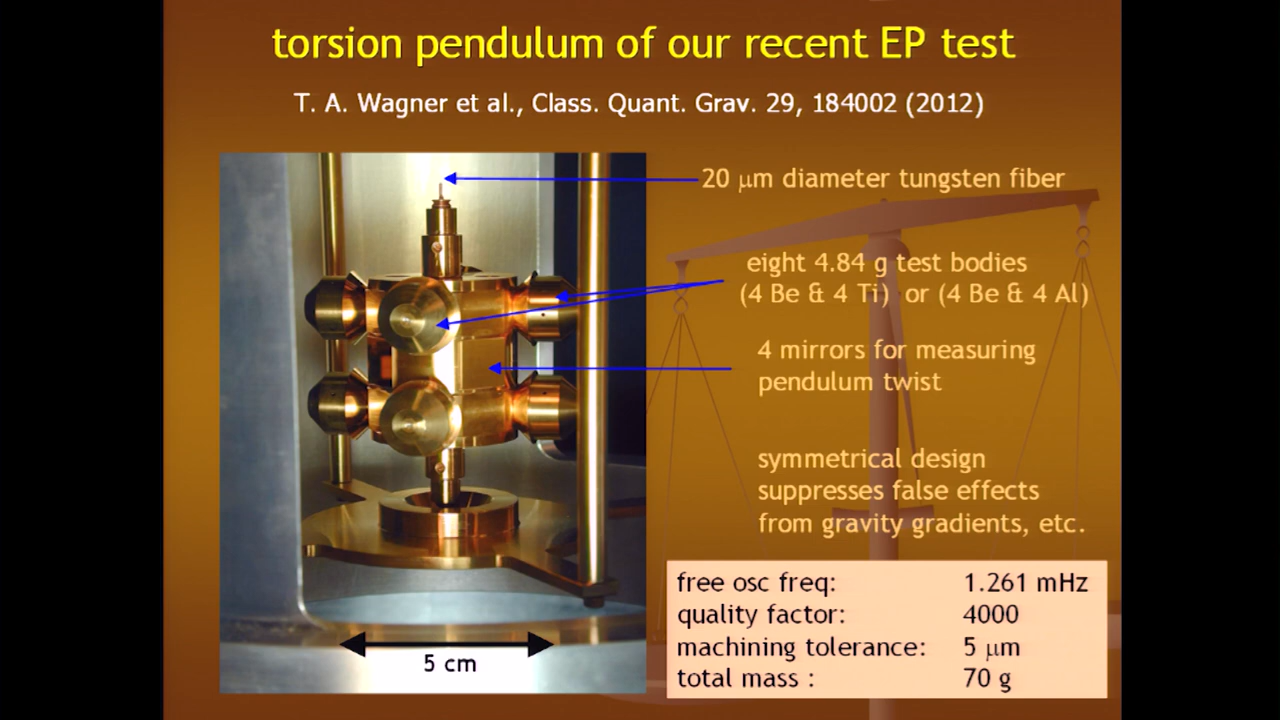 torsion pendulum of our recent EP test
T. A. Wagner et al., Class. Quant. Grav. 29, 184002 (2012)
20 μm diameter tungsten fiber
eight 4.84 g test bodies
(4 Be & 4 Ti) or (4 Be & 4 Al)
4 mirrors for measuring
pendulum twist
symmetrical design
suppresses false effects
from gravity gradients, etc.
free osc freq: 1.261 mHz
quality factor: 4000
machining tolerance: 5 μm
total mass : 70 g
5 cm